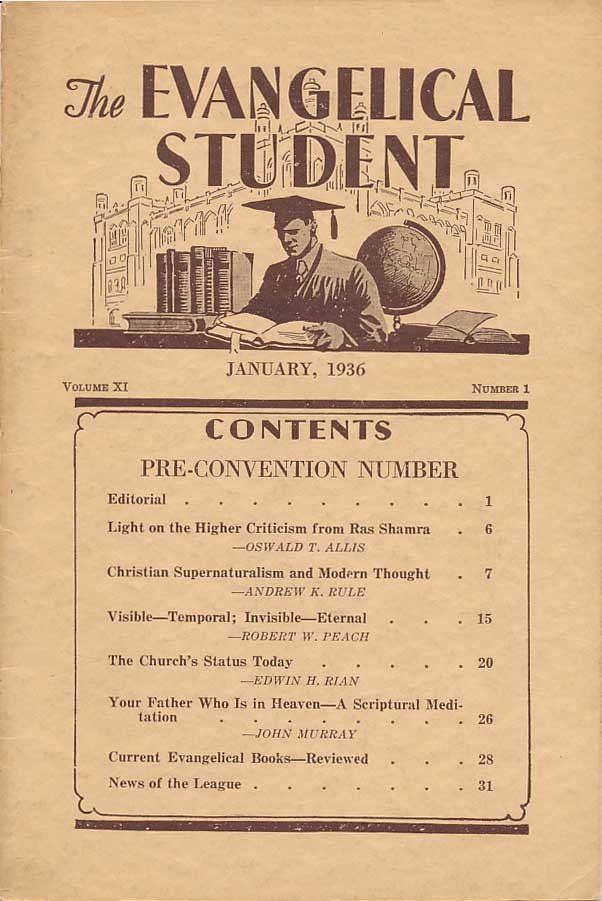 The EVANGELICAL
STUDENT
JANUARY, 1936
VOLUME XI NUMBER 1
CONTENTS
PRE-CONVENTION NUMBER
Editorial . . . . . . . . . . 1
Light on the Higher Criticism from Ras Shamra . 6
—OSWALD T. ALLIS
Christian Supernaturalism and Modern Thought . 7
—ANDREW K. RULE
Visible—Temporal; Invisible—Eternal . . . 15
—ROBERT W. PEACH
The Church's Status Today . . . . . 20
—EDWIN H. RIAN
Your Father Who Is in Heaven—A Scriptural Medi-
tation . . . . . . . . 26
—JOHN MURRAY
Current Evangelical Books—Reviewed . . . 28
News of the League . . . . . . . 31